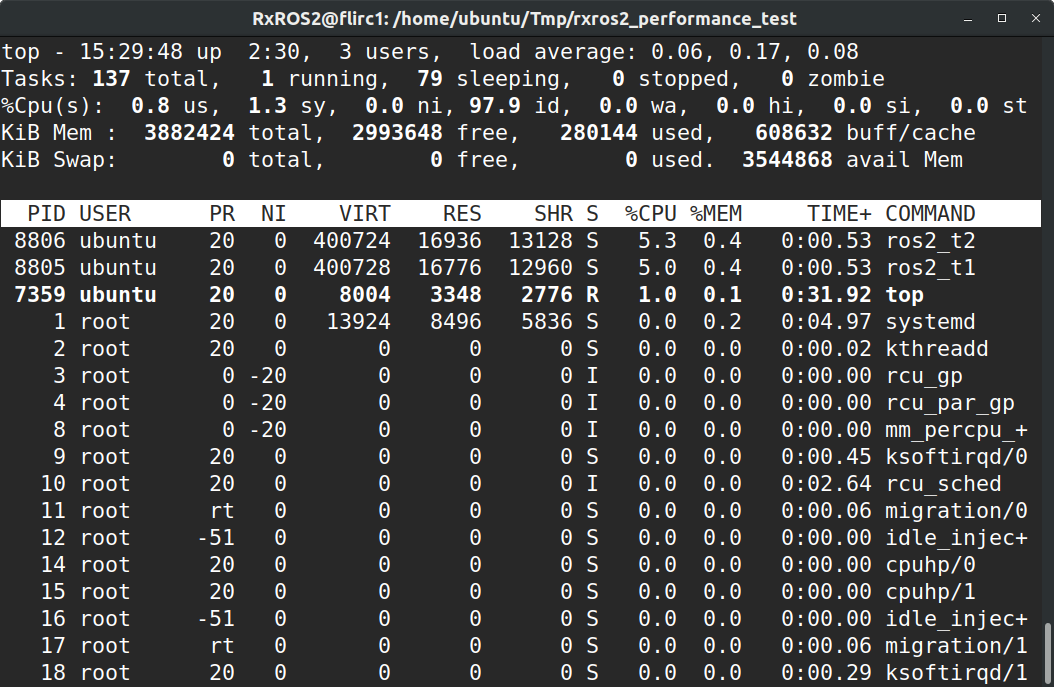 RxROS2@flirc1: /home/ubuntu/Tmp/rxros2_performance_test
top - 15:29:48 up  2:30,  3 users,  load average: 0.06, 0.17, 0.08
Tasks: 137 total,   1 running,  79 sleeping,   0 stopped,   0 zombie
%Cpu(s):  0.8 us,  1.3 sy,  0.0 ni, 97.9 id,  0.0 wa,  0.0 hi,  0.0 si,  0.0 st
KiB Mem :  3882424 total,  2993648 free,   280144 used,   608632 buff/cache
KiB Swap:        0 total,        0 free,        0 used.  3544868 avail Mem
  PID USER      PR  NI    VIRT    RES    SHR S  %CPU %MEM     TIME+ COMMAND
 8806 ubuntu    20   0  400724  16936  13128 S   5.3  0.4   0:00.53 ros2_t2
 8805 ubuntu    20   0  400728  16776  12960 S   5.0  0.4   0:00.53 ros2_t1
 7359 ubuntu    20   0    8004   3348   2776 R   1.0  0.1   0:31.92 top
    1 root      20   0   13924   8496   5836 S   0.0  0.2   0:04.97 systemd
    2 root      20   0       0      0      0 S   0.0  0.0   0:00.02 kthreadd
    3 root       0 -20       0      0      0 I   0.0  0.0   0:00.00 rcu_gp
    4 root       0 -20       0      0      0 I   0.0  0.0   0:00.00 rcu_par_gp
    8 root       0 -20       0      0      0 I   0.0  0.0   0:00.00 mm_percpu_+
    9 root      20   0       0      0      0 S   0.0  0.0   0:00.45 ksoftirqd/0
   10 root      20   0       0      0      0 I   0.0  0.0   0:02.64 rcu_sched
   11 root      rt   0       0      0      0 S   0.0  0.0   0:00.06 migration/0
   12 root     -51   0       0      0      0 S   0.0  0.0   0:00.00 idle_injec+
   14 root      20   0       0      0      0 S   0.0  0.0   0:00.00 cpuhp/0
   15 root      20   0       0      0      0 S   0.0  0.0   0:00.00 cpuhp/1
   16 root     -51   0       0      0      0 S   0.0  0.0   0:00.00 idle_injec+
   17 root      rt   0       0      0      0 S   0.0  0.0   0:00.06 migration/1
   18 root      20   0       0      0      0 S   0.0  0.0   0:00.29 ksoftirqd/1